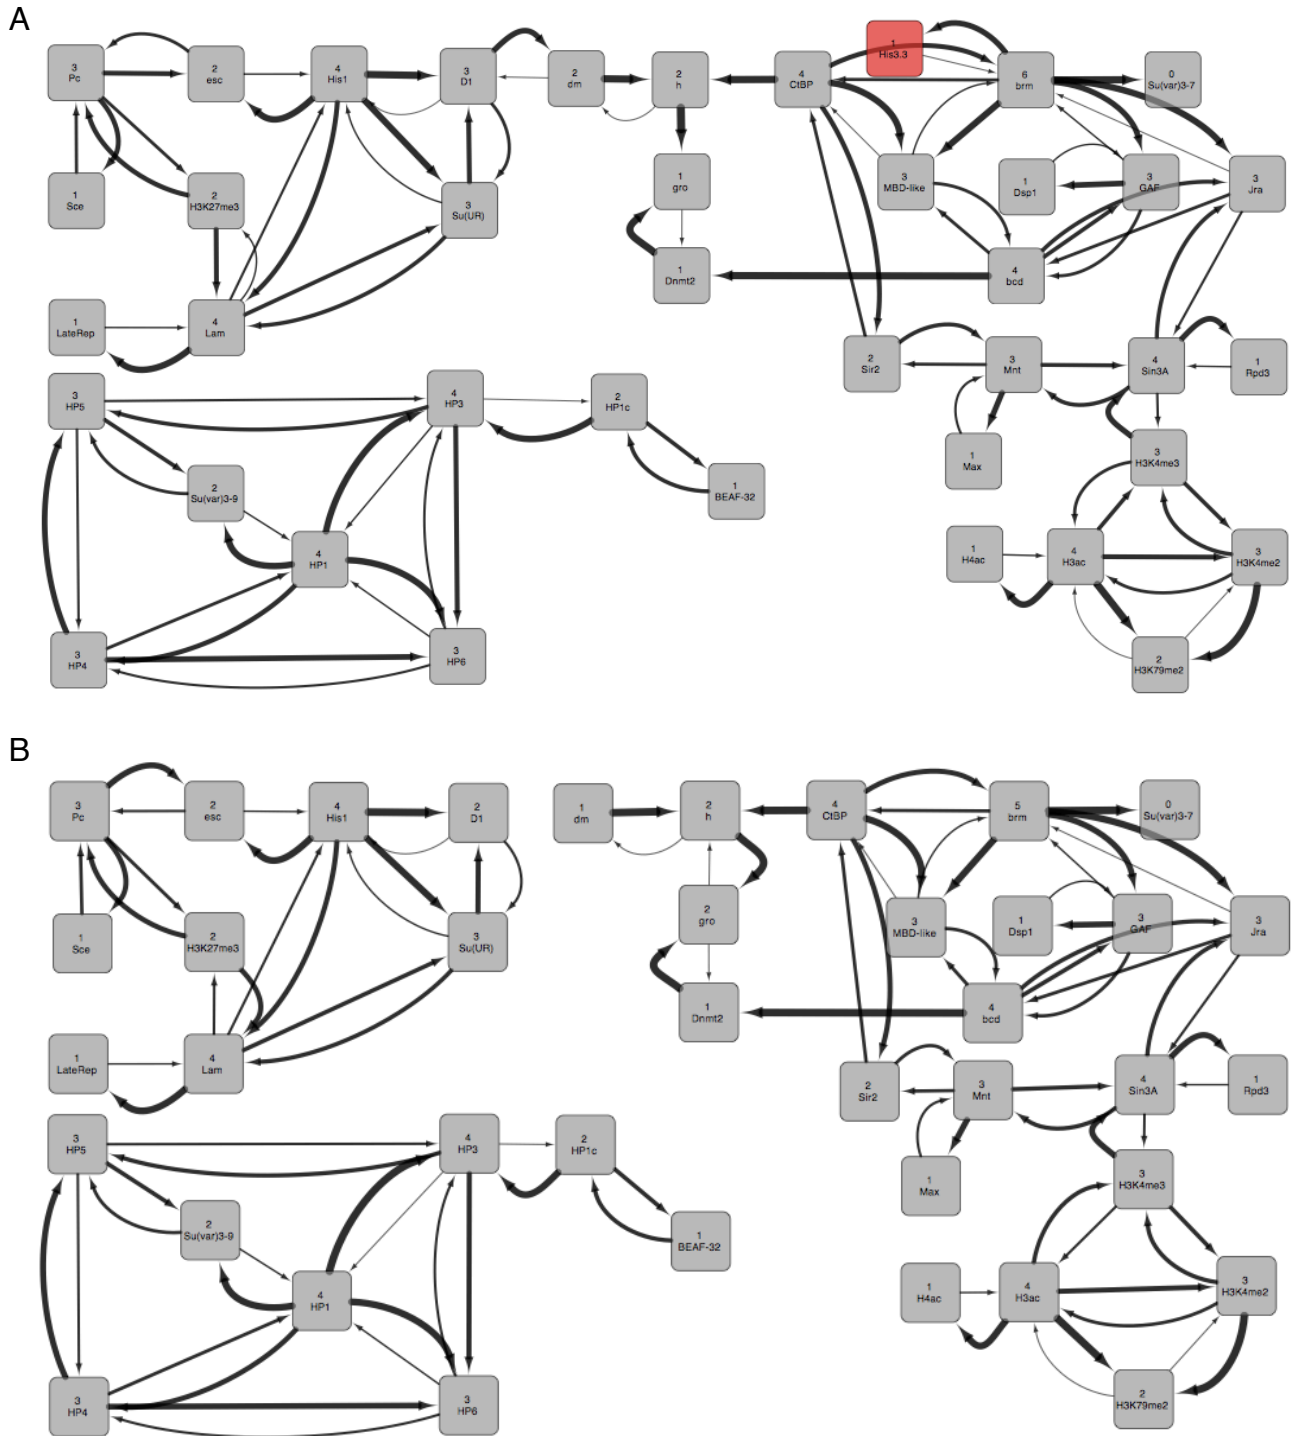 A
3
Pc
2
esc
4
His1
3
D1
2
dm
2
h
4
CtBP
1
His3.3
6
brm
0
Su(var)3-7
1
Sce
2
H3K27me3
3
Su(UR)
1
gro
3
MBD-like
1
Dsp1
3
GAF
3
Jra
1
LateRep
4
Lam
1
Dnmt2
4
bcd
2
Sir2
3
Mnt
4
Sin3A
1
Rpd3
3
HP5
4
HP3
2
HP1c
1
Max
3
H3K4me3
2
Su(var)3-9
1
BEAF-32
4
HP1
1
H4ac
4
H3ac
3
H3K4me2
3
HP4
3
HP6
2
H3K79me2
B
3
Pc
2
esc
4
His1
2
D1
1
dm
2
h
4
CtBP
5
brm
0
Su(var)3-7
1
Sce
2
H3K27me3
3
Su(UR)
2
gro
3
MBD-like
1
Dsp1
3
GAF
3
Jra
1
LateRep
4
Lam
1
Dnmt2
4
bcd
2
Sir2
3
Mnt
4
Sin3A
1
Rpd3
3
HP5
4
HP3
2
HP1c
1
Max
3
H3K4me3
2
Su(var)3-9
1
BEAF-32
4
HP1
1
H4ac
4
H3ac
3
H3K4me2
3
HP4
3
HP6
2
H3K79me2